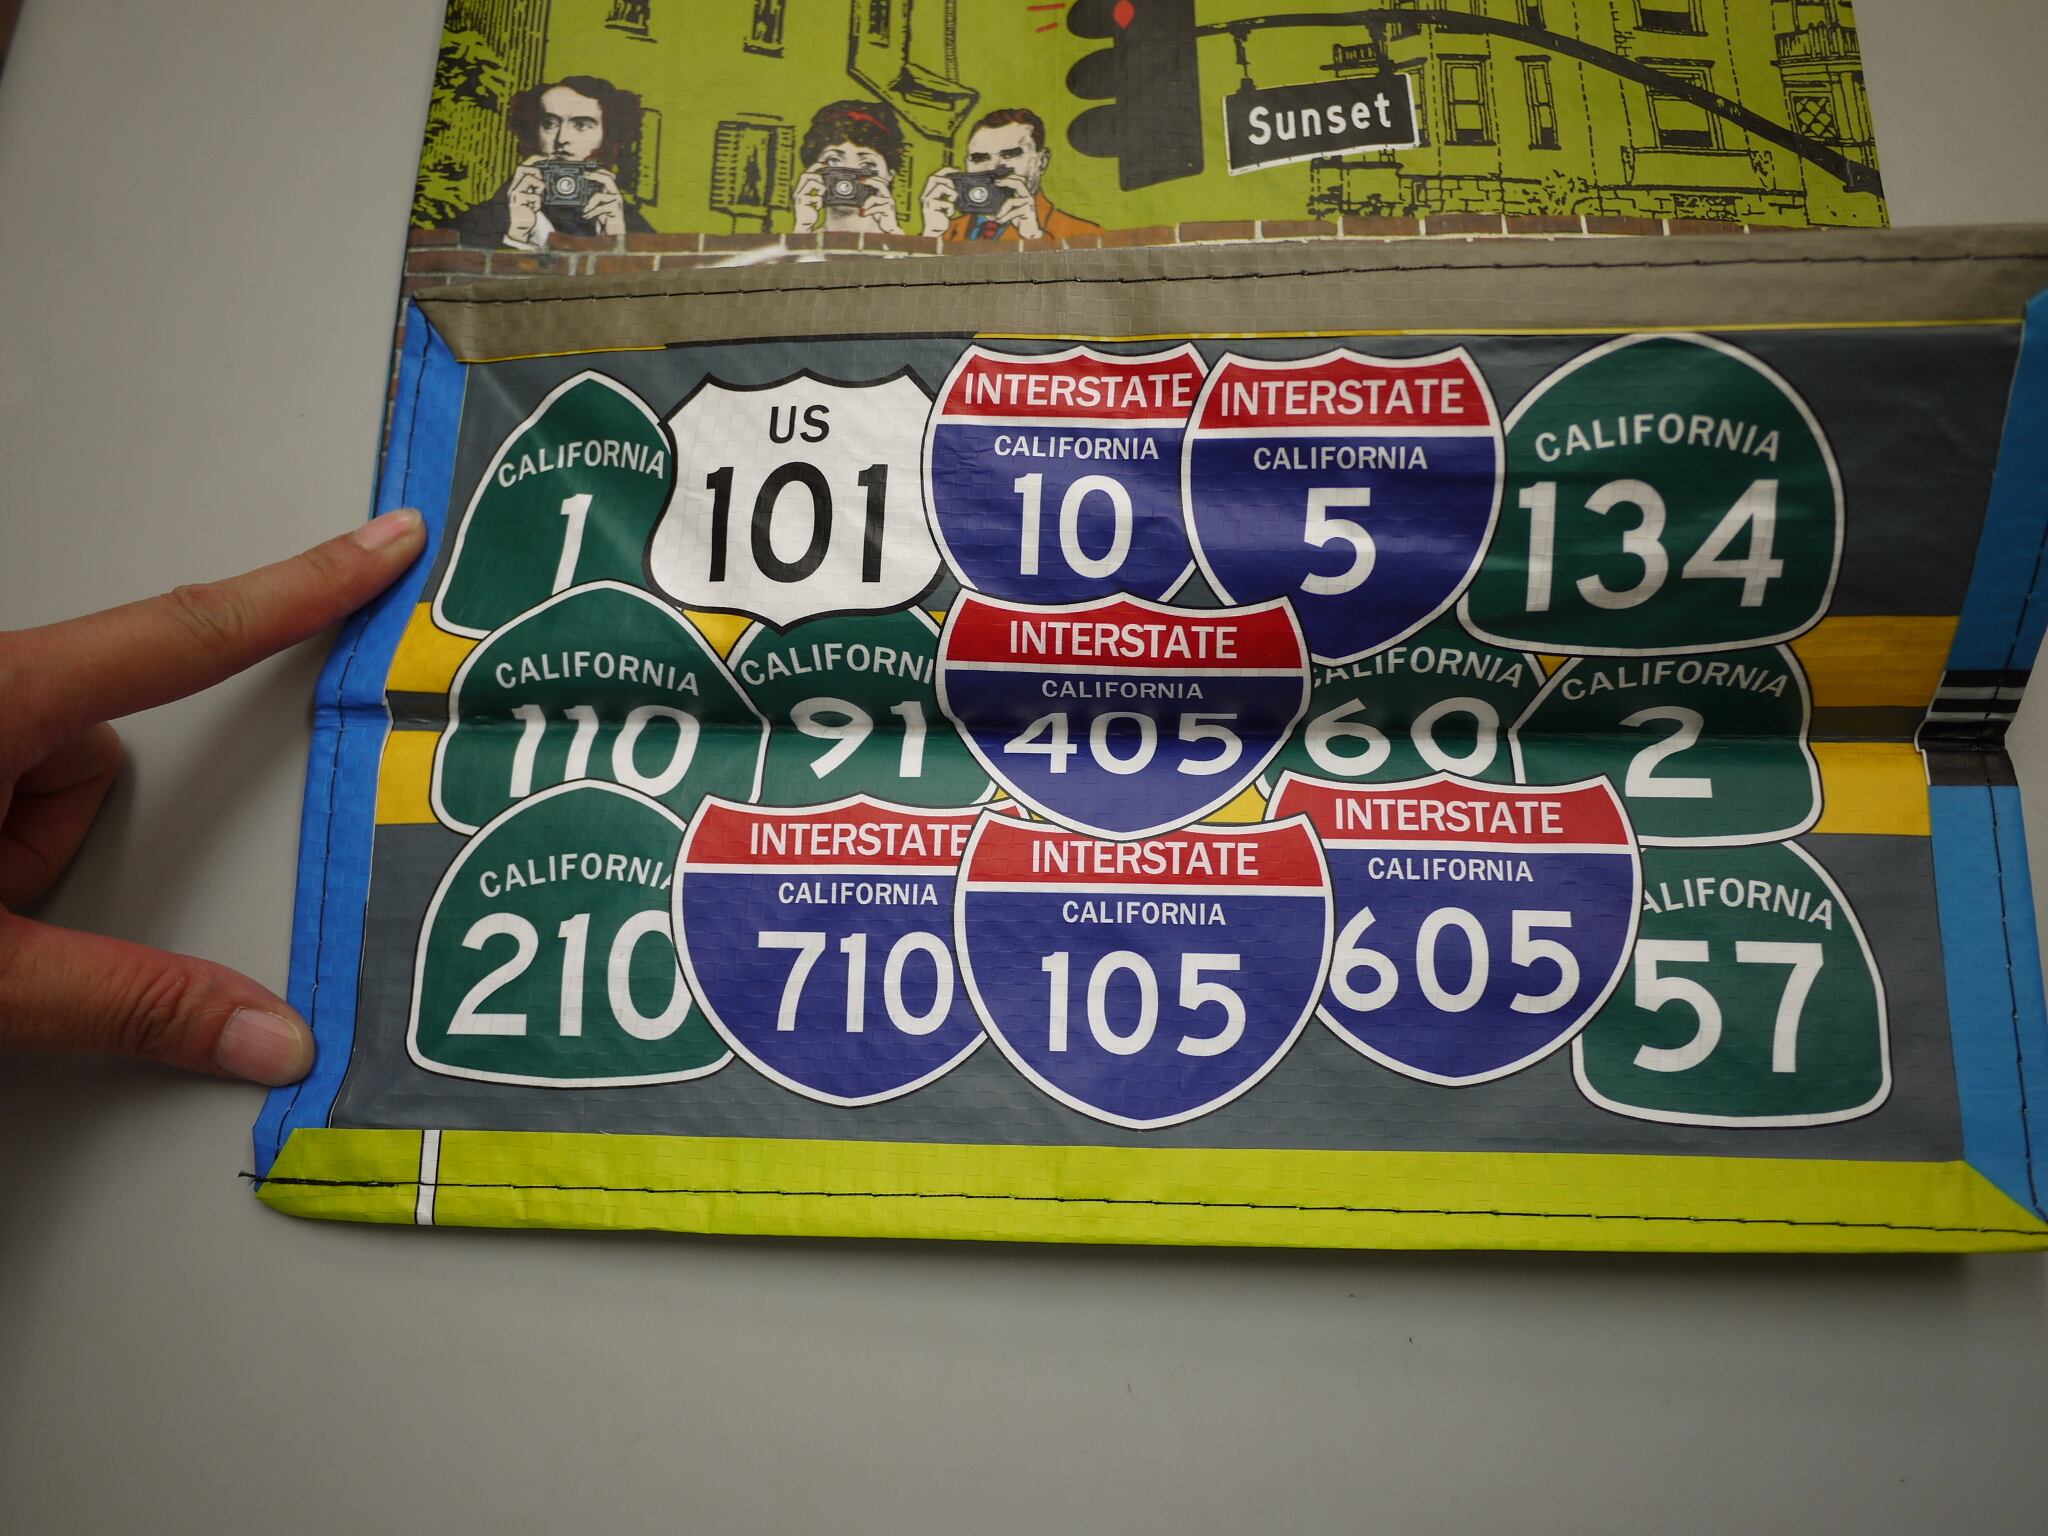 Sunset
CALIFORNIA
1
US
101
INTERSTATE
CALIFORNIA
10
INTERSTATE
CALIFORNIA
5
CALIFORNIA
134
CALIFORNIA
110
CALIFORNI
91
INTERSTATE
CALIFORNIA
405
CALIFORNIA
60
CALIFORNIA
2
CALIFORNIA
210
INTERSTATE
CALIFORNIA
710
INTERSTATE
CALIFORNIA
105
INTERSTATE
CALIFORNIA
605
ALIFORNIA
57